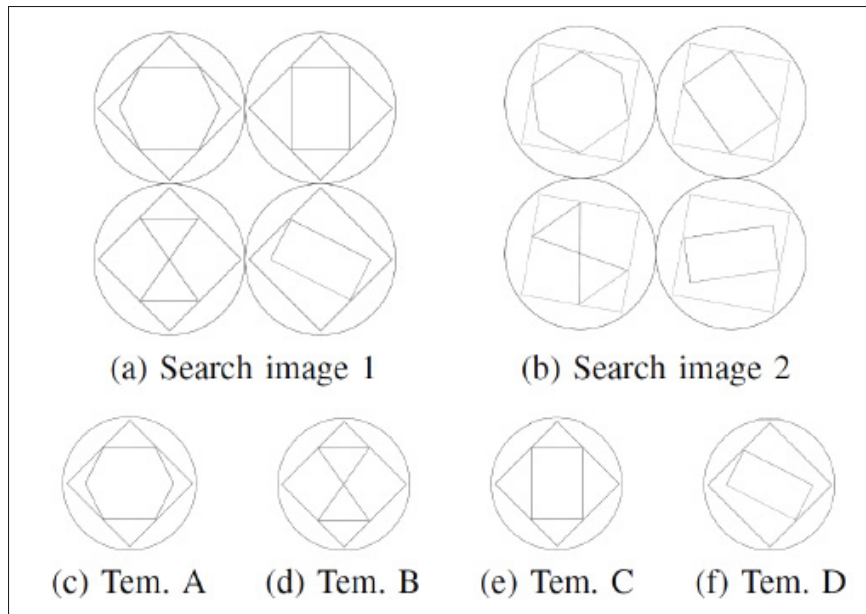 (a) Search image 1
(b) Search image 2
(c) Tem. A
(d) Tem. B
(e) Tem. C
(f) Tem. D